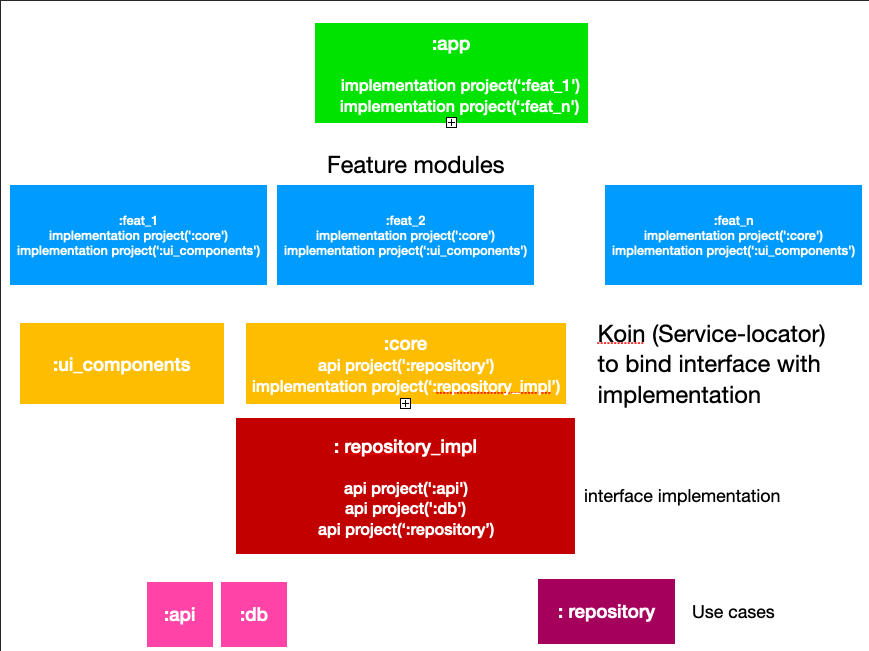 :app
implementation project(‘:feat_1')
implementation project(':feat_n')
Feature modules
:feat_1
implementation project(':core')
implementation project(':ui_components')
:feat_2
implementation project(':core')
implementation project(':ui_components')
:feat_n
implementation project(':core')
implementation project(':ui_components')
:ui_components
:core
api project(':repository')
implementation project(':repository_impl’)
Koin (Service-locator)
to bind interface with
implementation
: repository_impl
api project(':api')
api project(':db')
api project(‘:repository’)
interface implementation
:api
:db
: repository
Use cases